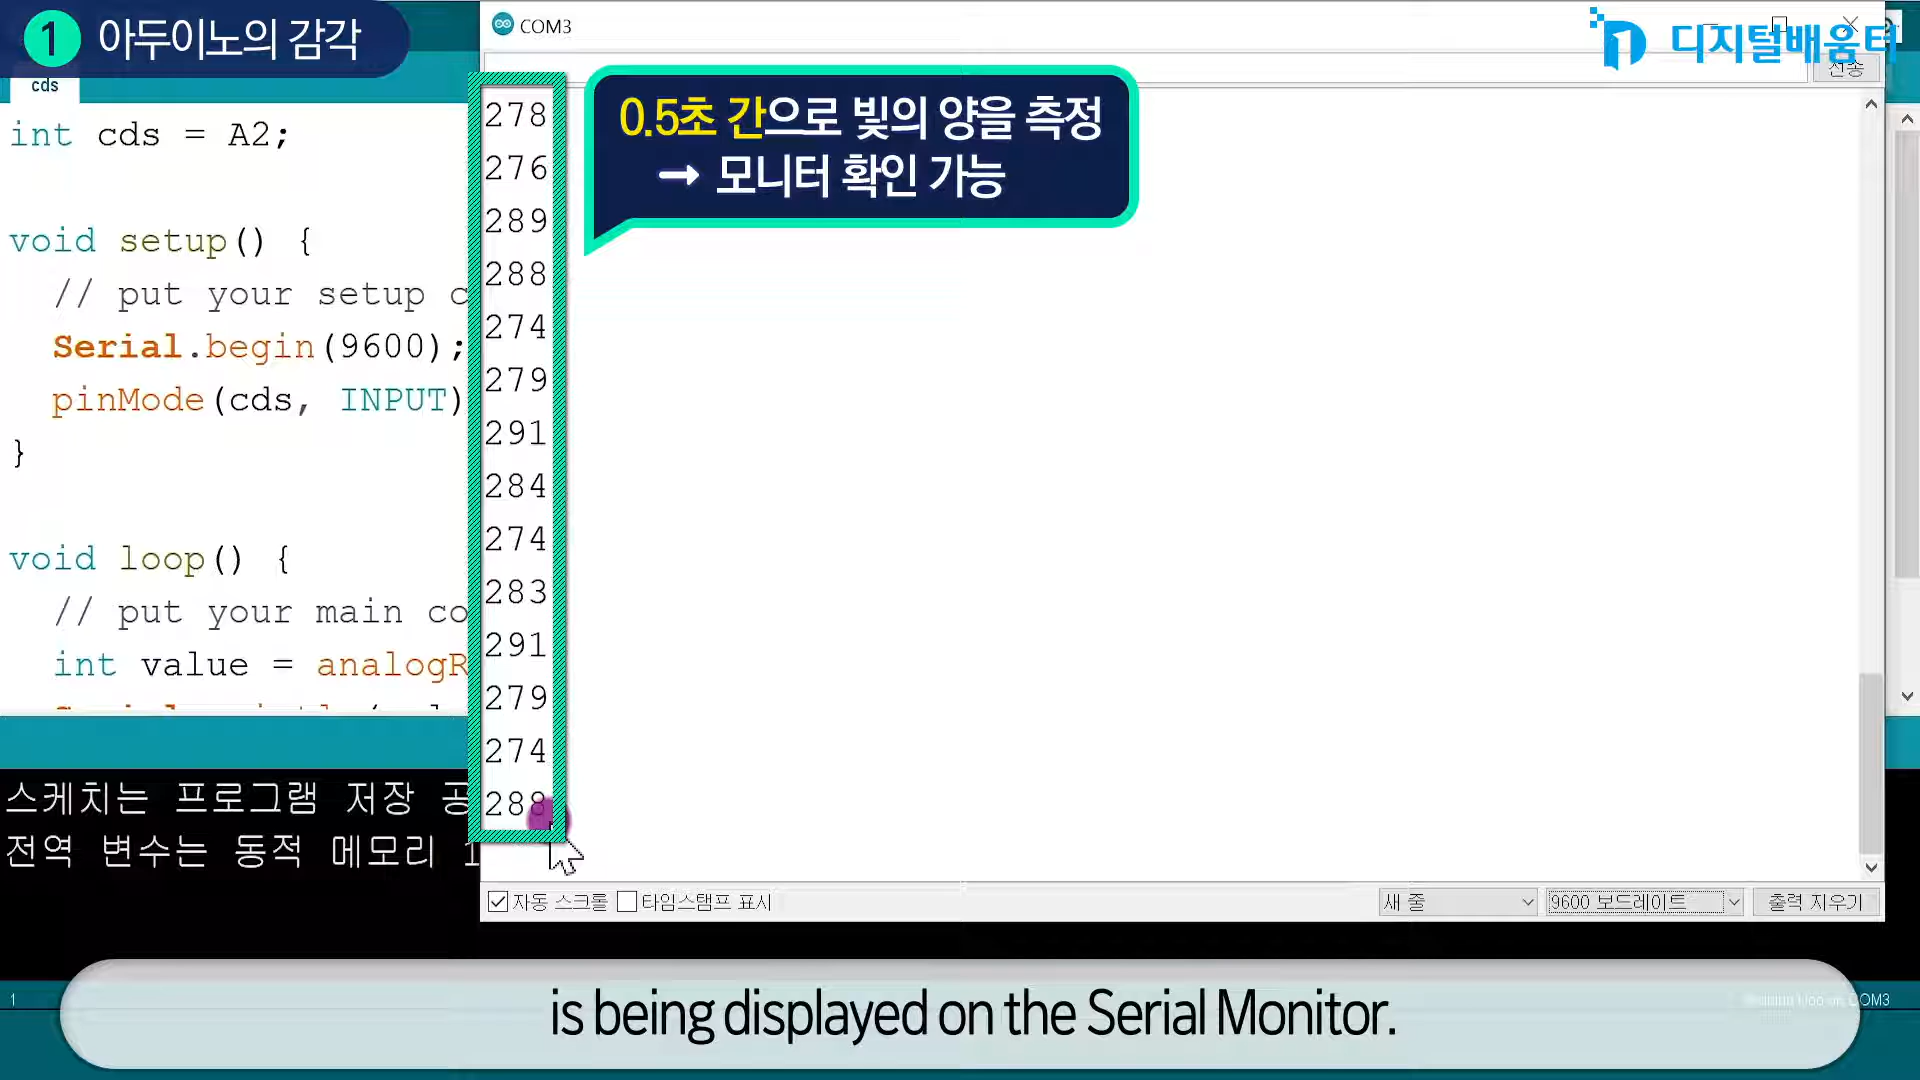 1 아두이노의 감각
COM3
디지털배움터
전송
cds
int cds = A2;
void setup() {
// put your setup c
Serial.begin(9600);
pinMode(cds, INPUT)
}
void loop() {
// put your main co
int value = analogR
278
276
289
288
274
279
291
284
274
283
291
279
274
288
0.5초 간으로 빛의 양을 측정
→ 모니터 확인 가능
스케치는 프로그램 저장 공
전역 변수는 동적 메모리 1
자동 스크롤 타임스탬프 표시
새 줄
9600 보드레이트
출력 지우기
1
COM3
is being displayed on the Serial Monitor.